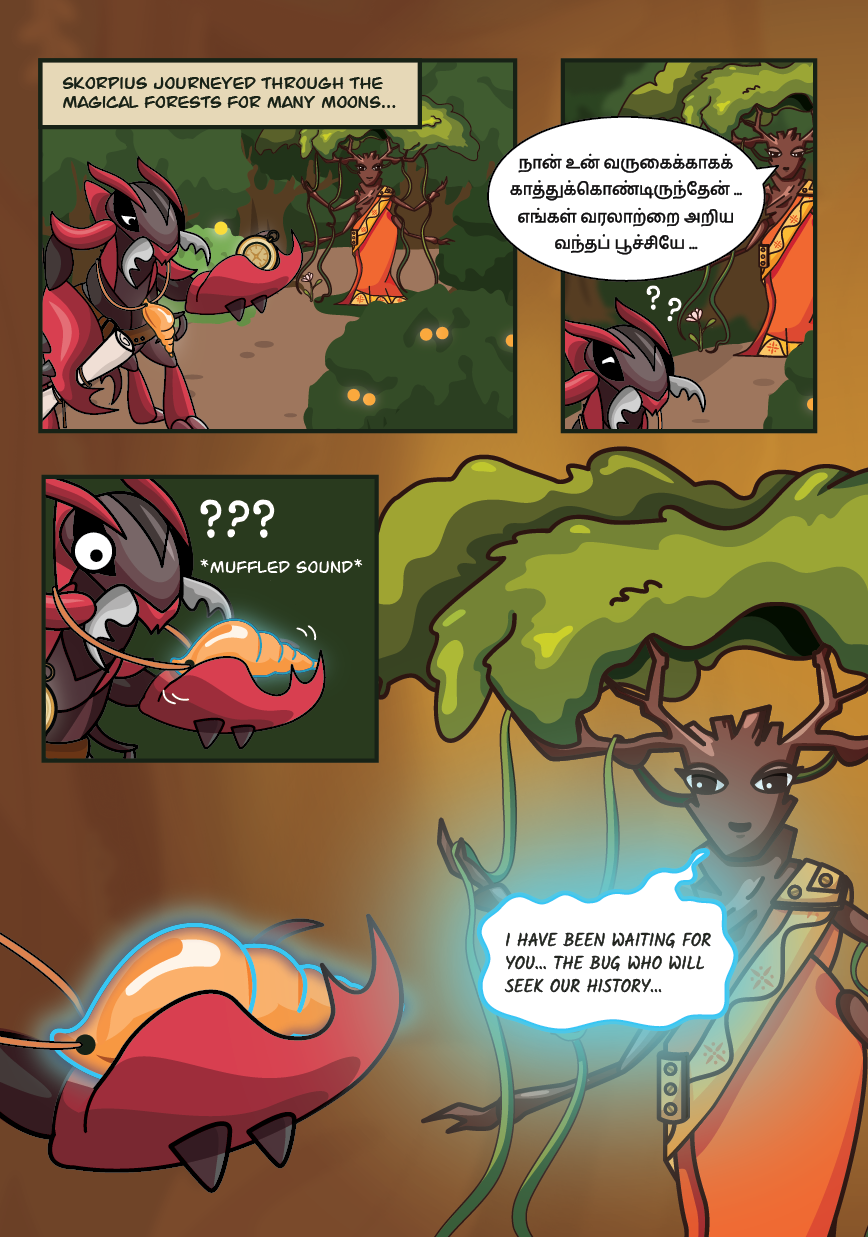 SKORPIUS JOURNEYED THROUGH THE
MAGICAL FORESTS FOR MANY MOONS...
நான் உன் வருகைக்காகக்
காத்துக்கொண்டிருந்தேன் ...
எங்கள் வரலாற்றை அறிய
வந்தப் பூச்சியே ...
? ?
???
*MUFFLED SOUND*
I HAVE BEEN WAITING FOR
YOU... THE BUG WHO WILL
SEEK OUR HISTORY...